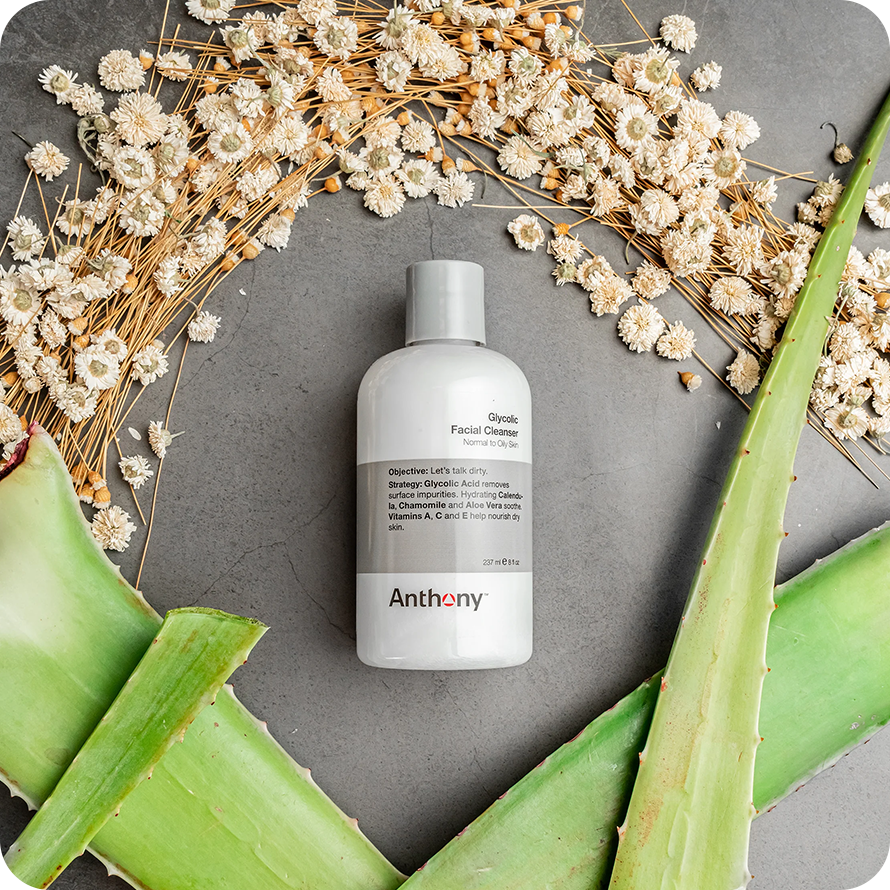 Glycolic
Facial Cleanser
Normal to Oily Skin
Objective: Let's talk dirty.
Strategy: Glycolic Acid removes
surface impurities. Hydrating Calendu-
la, Chamomile and Aloe Vera soothe.
Vitamins A, C and E help nourish dry
skin.
237 ml ℮ 8 fl oz
Anthony™